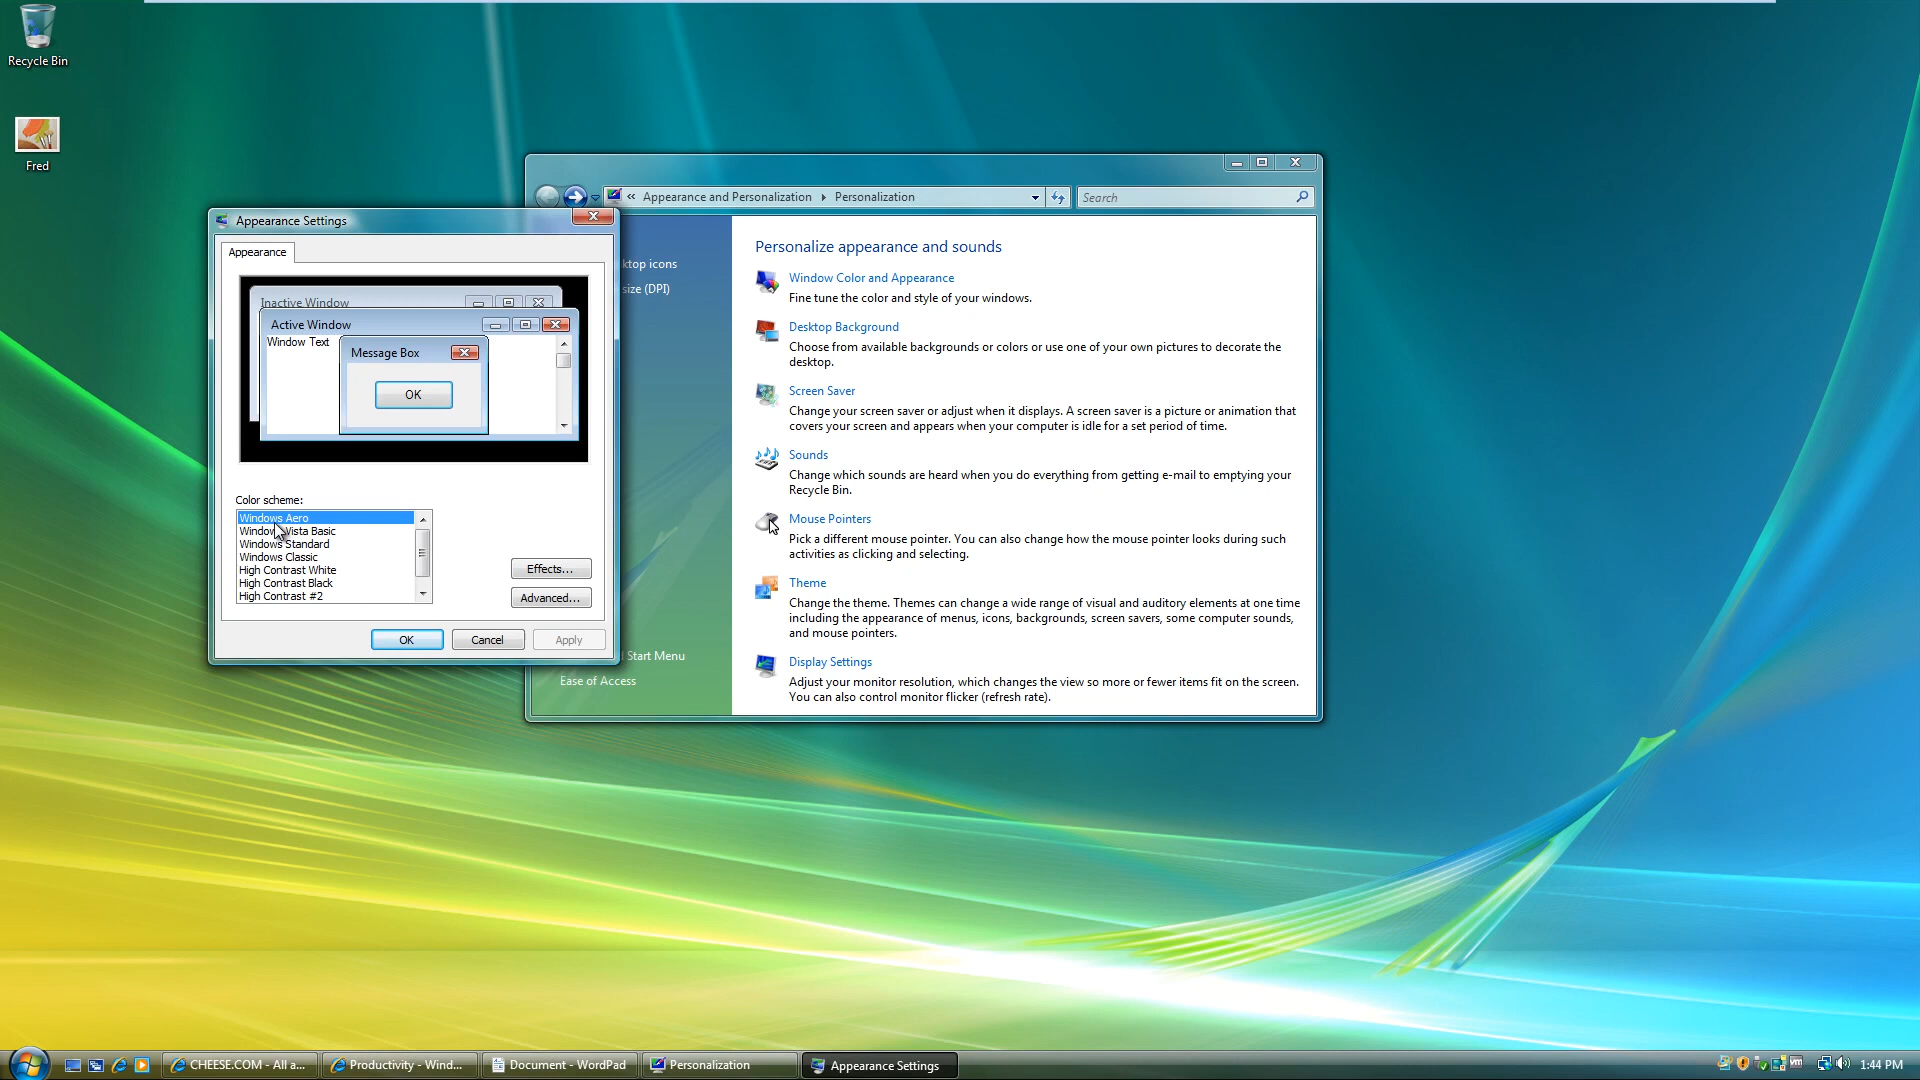 Recycle Bin
Fred
Appearance and Personalization
Personalization
Search
Appearance Settings
Appearance
Inactive Window
Active Window
Window Text
Message Box
OK
Color scheme:
Windows Aero
Windows Vista Basic
Windows Standard
Windows Classic
High Contrast White
High Contrast Black
High Contrast #2
Effects...
Advanced...
OK
Cancel
Apply
ktop icons
size (DPI)
Start Menu
Ease of Access
Personalize appearance and sounds
Window Color and Appearance
Fine tune the color and style of your windows.
Desktop Background
Choose from available backgrounds or colors or use one of your own pictures to decorate the
desktop.
Screen Saver
Change your screen saver or adjust when it displays. A screen saver is a picture or animation that
covers your screen and appears when your computer is idle for a set period of time.
Sounds
Change which sounds are heard when you do everything from getting e-mail to emptying your
Recycle Bin.
Mouse Pointers
Pick a different mouse pointer. You can also change how the mouse pointer looks during such
activities as clicking and selecting.
Theme
Change the theme. Themes can change a wide range of visual and auditory elements at one time
including the appearance of menus, icons, backgrounds, screen savers, some computer sounds,
and mouse pointers.
Display Settings
Adjust your monitor resolution, which changes the view so more or fewer items fit on the screen.
You can also control monitor flicker (refresh rate).
CHEESE.COM - All a...
Productivity - Wind...
Document - WordPad
Personalization
Appearance Settings
1:44 PM